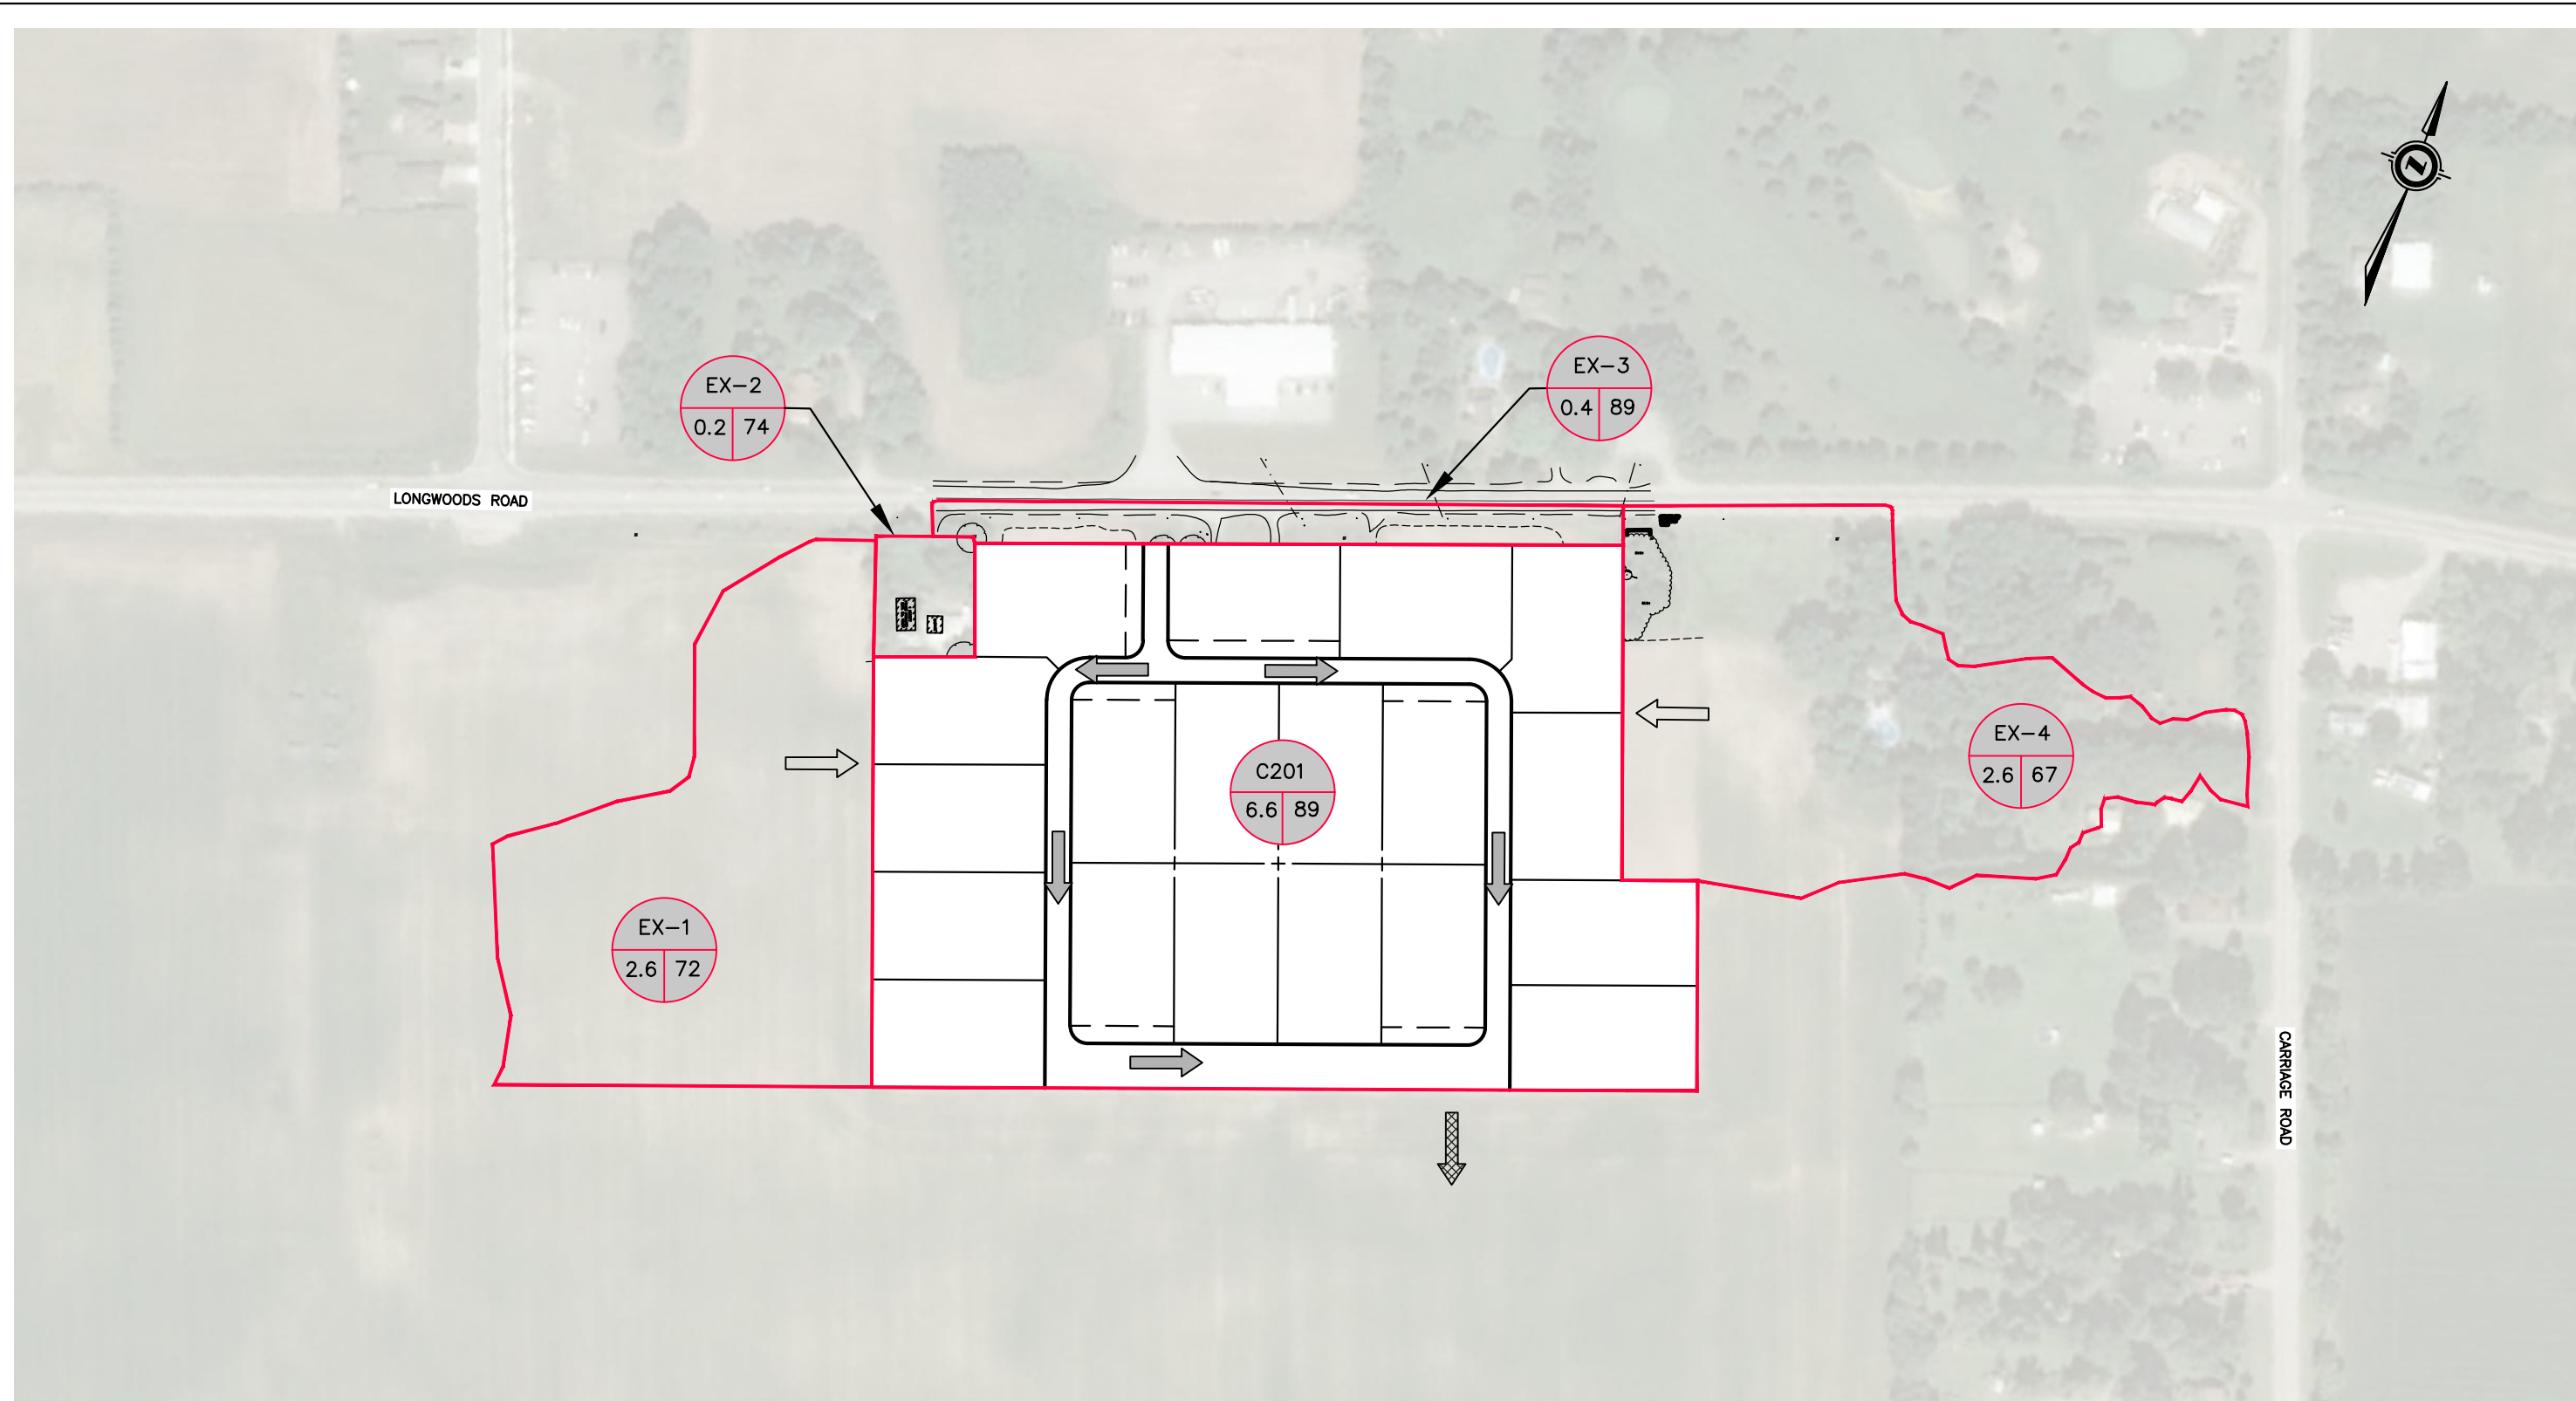 N
EX-3
0.4 89
EX-2
0.2 74
LONGWOODS ROAD
EX-4
2.6 67
C201
6.6 89
EX-1
2.6 72
CARRIAGE ROAD